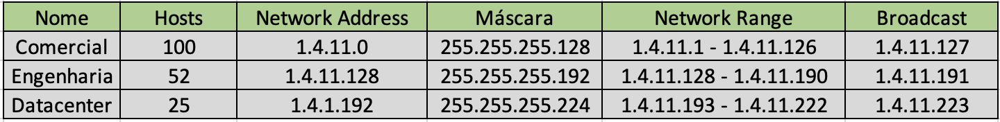 Nome Hosts Network Address Máscara Network Range Broadcast
Comercial 100 1.4.11.0 255.255.255.128 1.4.11.1 - 1.4.11.126 1.4.11.127
Engenharia 52 1.4.11.128 255.255.255.192 1.4.11.128 - 1.4.11.190 1.4.11.191
Datacenter 25 1.4.1.192 255.255.255.224 1.4.11.193 - 1.4.11.222 1.4.11.223